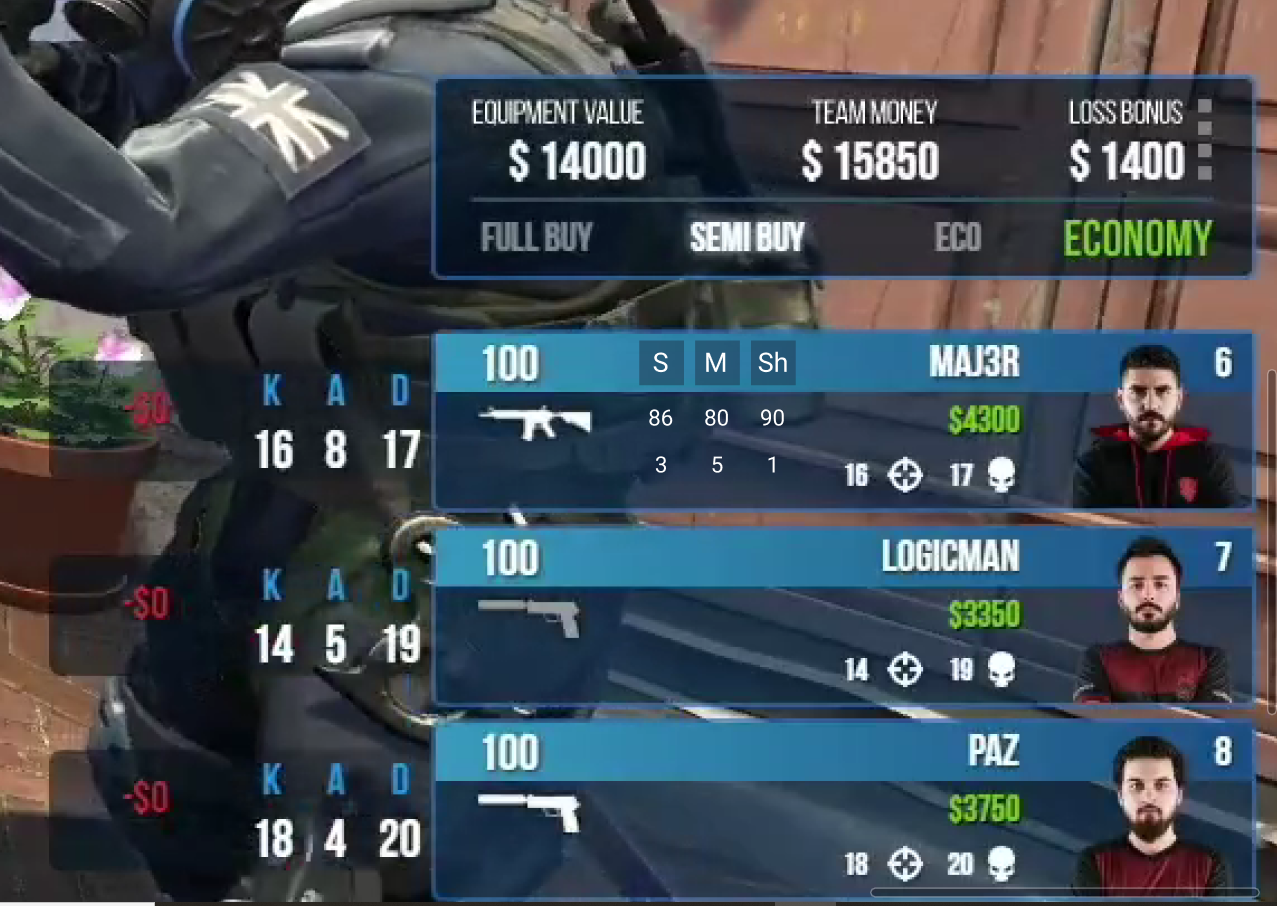 EQUIPMENT VALUE TEAM MONEY LOSS BONUS
$ 14000 $ 15850 $ 1400
FULL BUY SEMI BUY ECO ECONOMY
100 S M Sh MAJ3R 6
-$0 K A D 86 80 90 $4300
16 8 17 3 5 1 16 17
100 LOGICMAN 7
-$0 K A D $3350
14 5 19 14 19
100 PAZ 8
-$0 K A D $3750
18 4 20 18 20